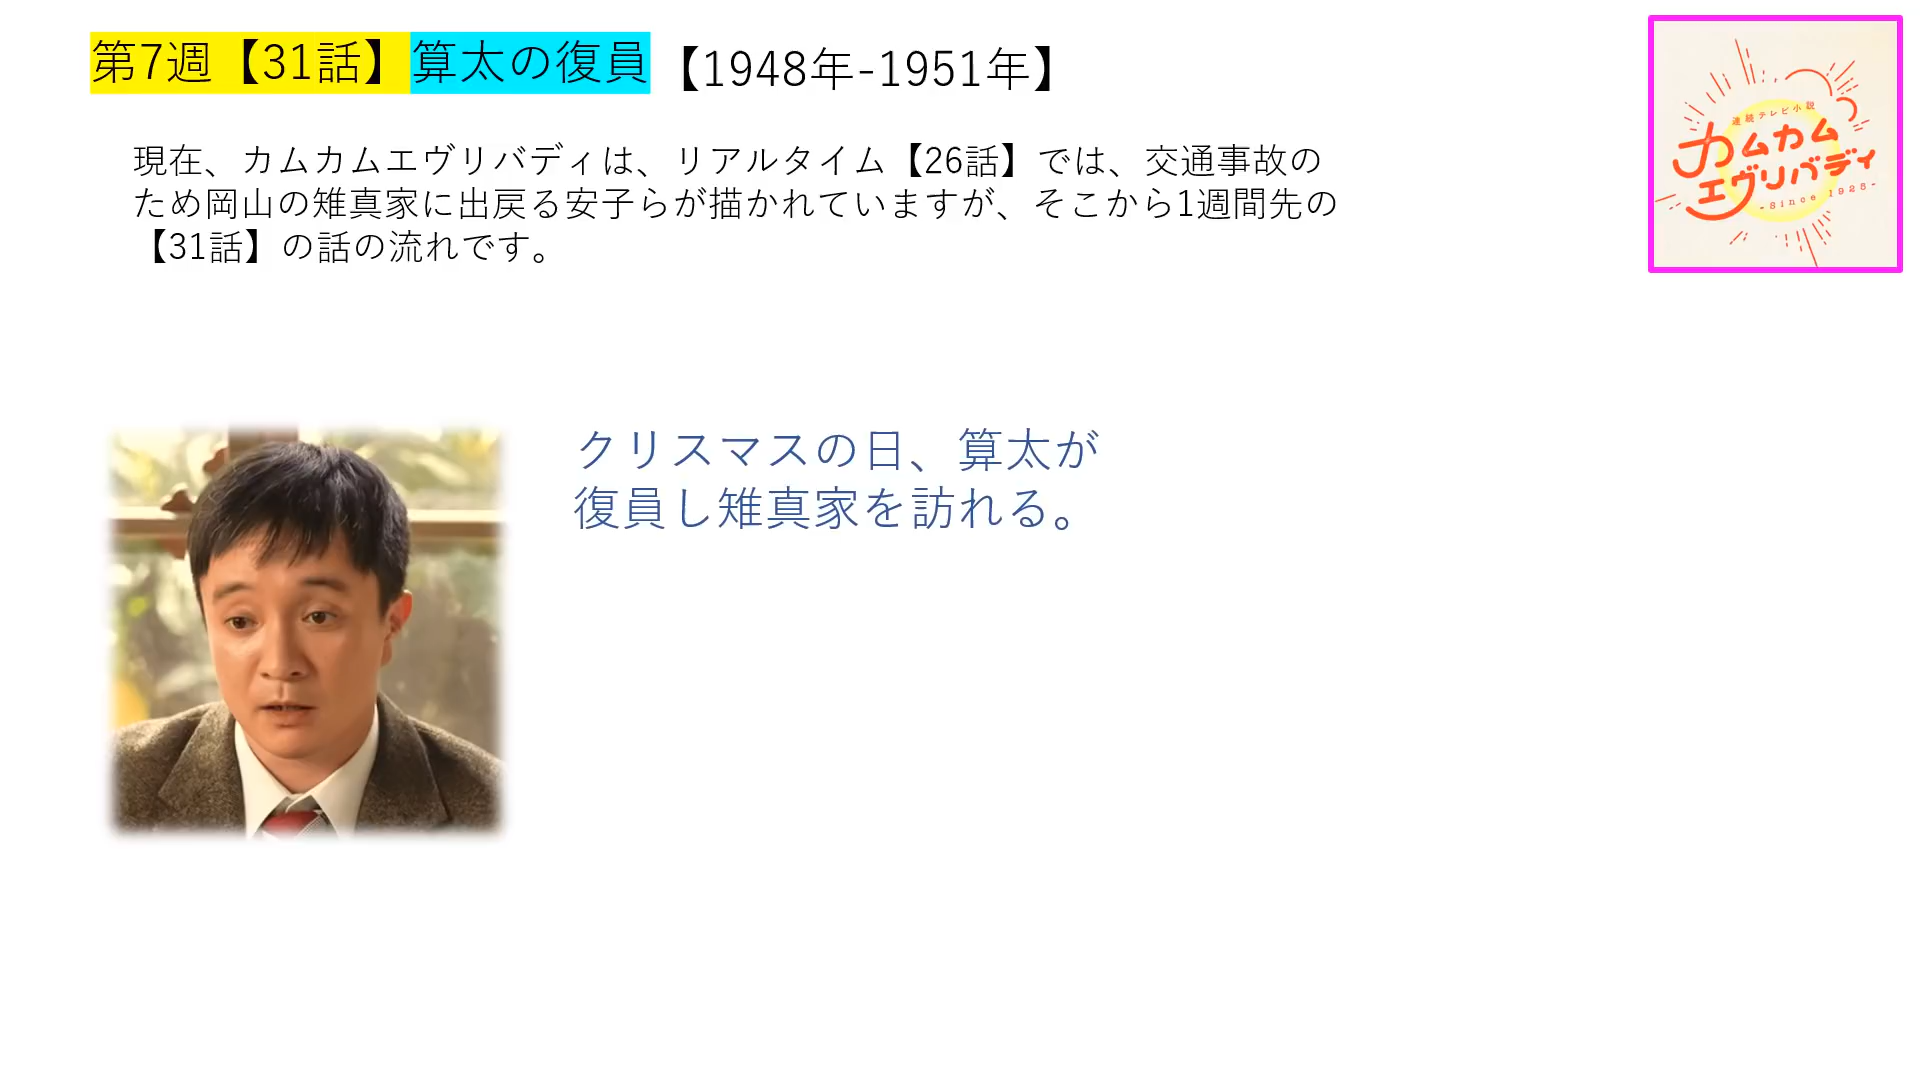 第7週【31話】算太の復員【1948年-1951年】
連続テレビ小説
カムカム
エヴリバディ
-Since 1925-
現在、カムカムエヴリバディは、リアルタイム【26話】では、交通事故の
ため岡山の雉真家に出戻る安子らが描かれていますが、そこから1週間先の
【31話】の話の流れです。
クリスマスの日、算太が
復員し雉真家を訪れる。